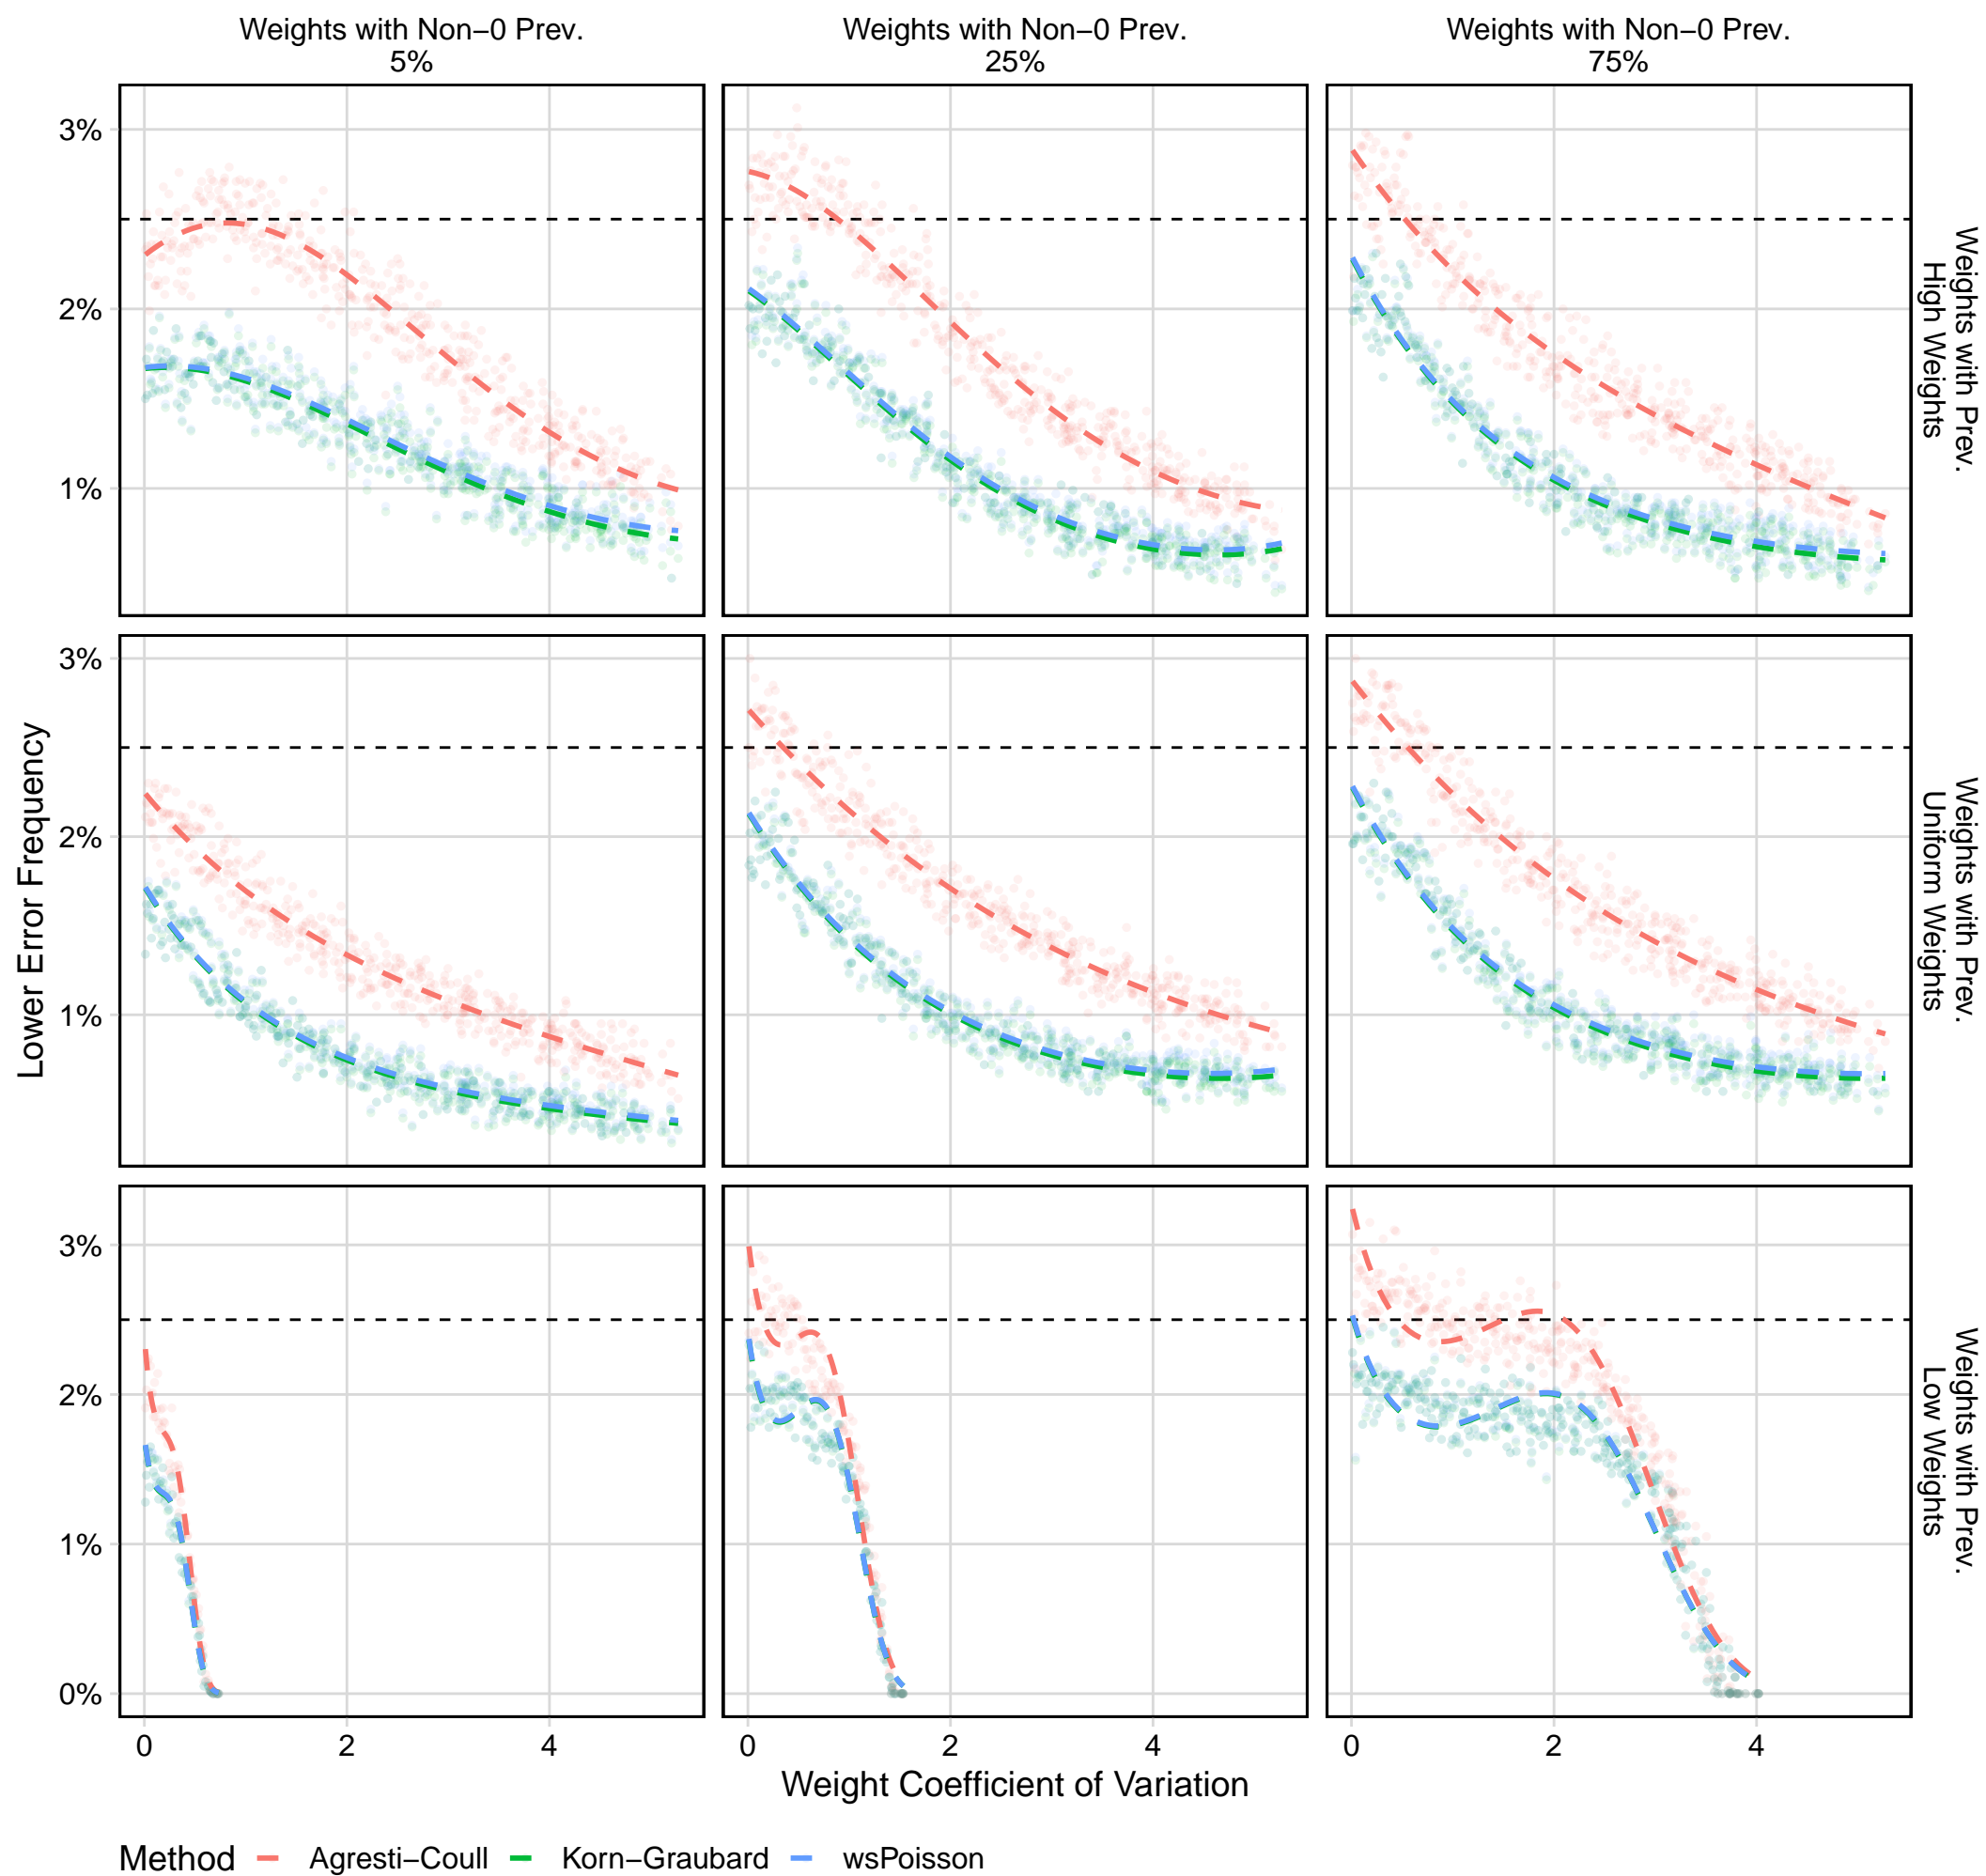 Weights with Non−0 Prev.
5%
Weights with Non−0 Prev.
25%
Weights with Non−0 Prev.
75%
3%
2%
1%
Weights with Prev.
High Weights
3%
2%
1%
Weights with Prev.
Uniform Weights
3%
2%
1%
0%
Weights with Prev.
Low Weights
Lower Error Frequency
0 2 4
0 2 4
0 2 4
Weight Coefficient of Variation
Method Agresti−Coull Korn−Graubard wsPoisson